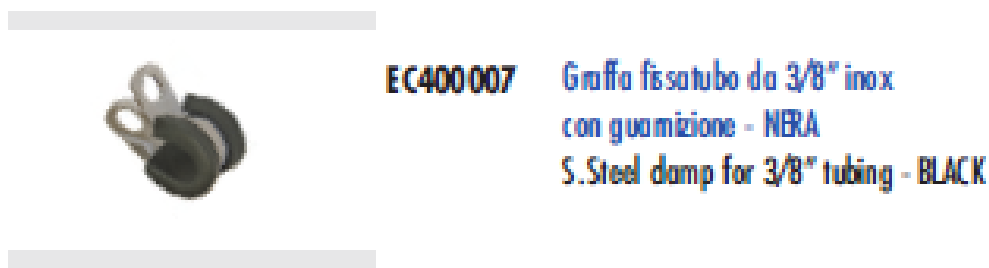 EC400007
Graffa fissatubo da 3/8" inox
con guarnizione - NERA
S.Steel clamp for 3/8" tubing - BLACK